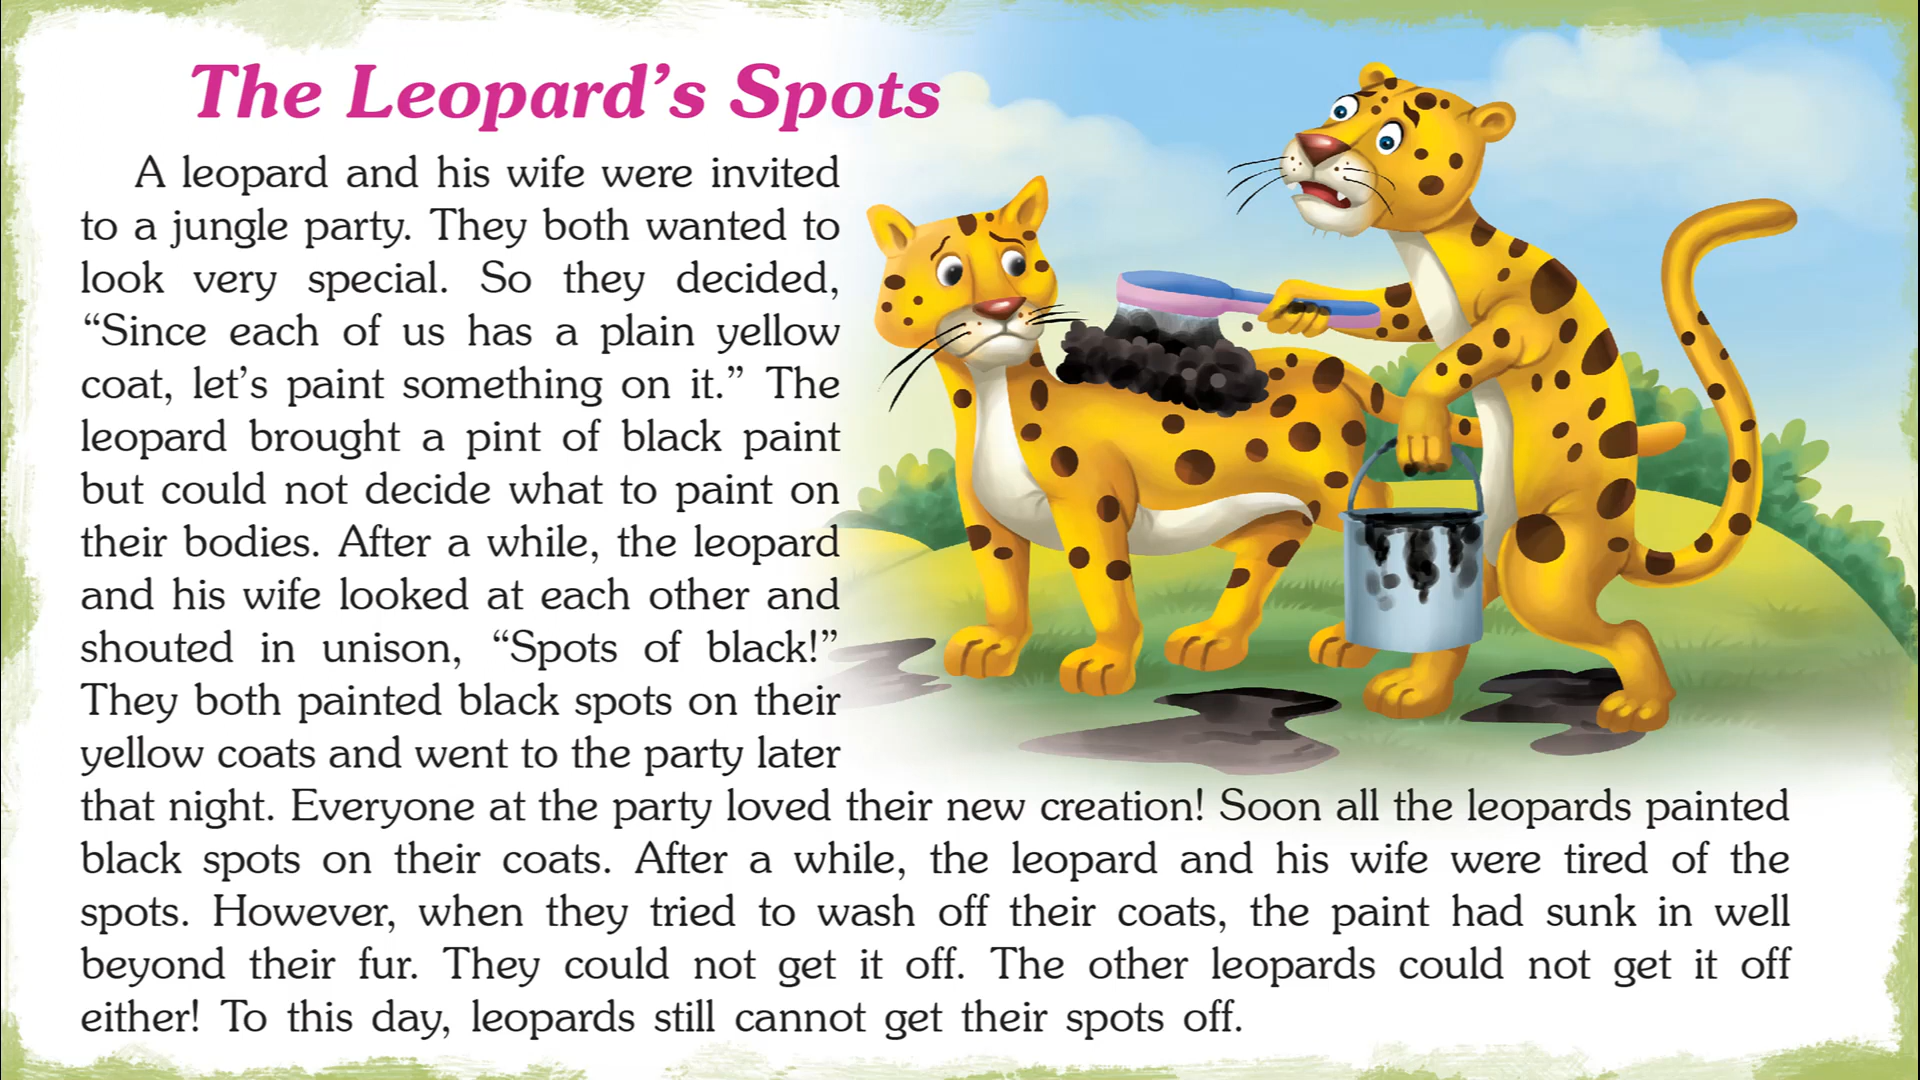 The Leopard’s Spots
A leopard and his wife were invited
to a jungle party. They both wanted to
look very special. So they decided,
“Since each of us has a plain yellow
coat, let’s paint something on it.” The
leopard brought a pint of black paint
but could not decide what to paint on
their bodies. After a while, the leopard
and his wife looked at each other and
shouted in unison, “Spots of black!”
They both painted black spots on their
yellow coats and went to the party later
that night. Everyone at the party loved their new creation! Soon all the leopards painted
black spots on their coats. After a while, the leopard and his wife were tired of the
spots. However, when they tried to wash off their coats, the paint had sunk in well
beyond their fur. They could not get it off. The other leopards could not get it off
either! To this day, leopards still cannot get their spots off.